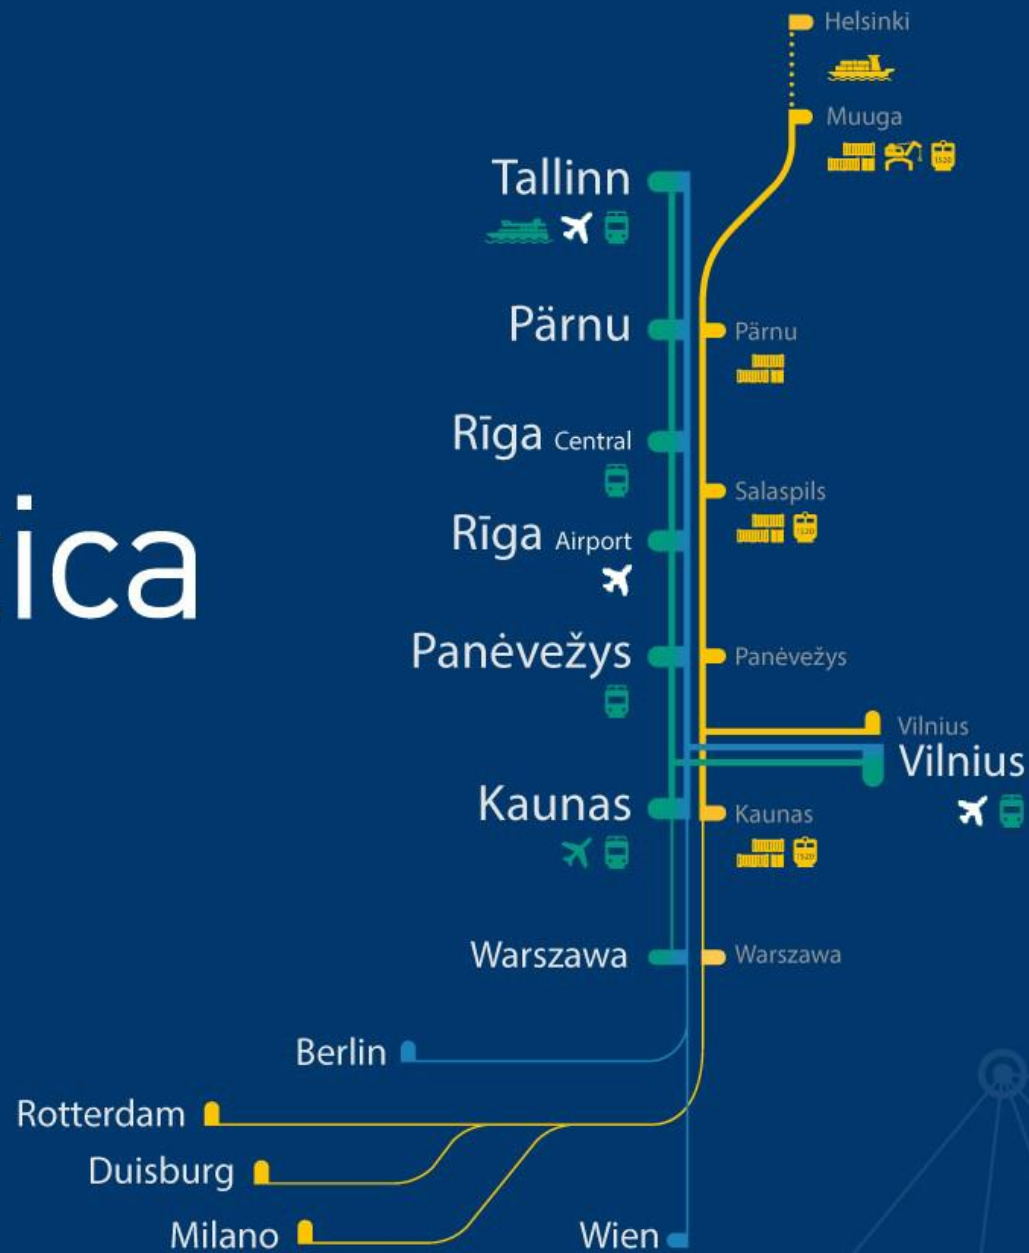 Helsinki
Muuga
Tallinn
Pärnu
Pärnu
Rīga Central
Salaspils
ica
Rīga Airport
Panėvežys
Panėvežys
Vilnius
Vilnius
Kaunas
Kaunas
Warszawa
Warszawa
Berlin
Rotterdam
Duisburg
Milano
Wien